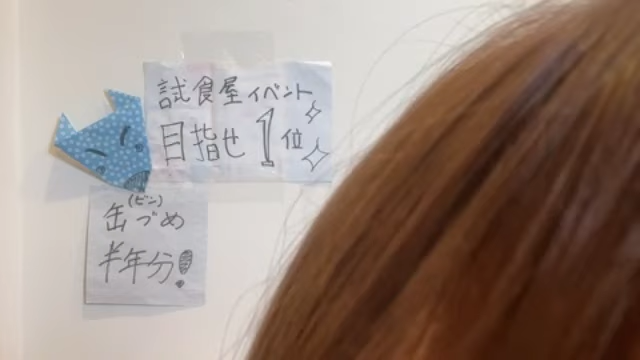 試食屋イベント
目指せ1位
(ビン)
缶づめ
半年分!